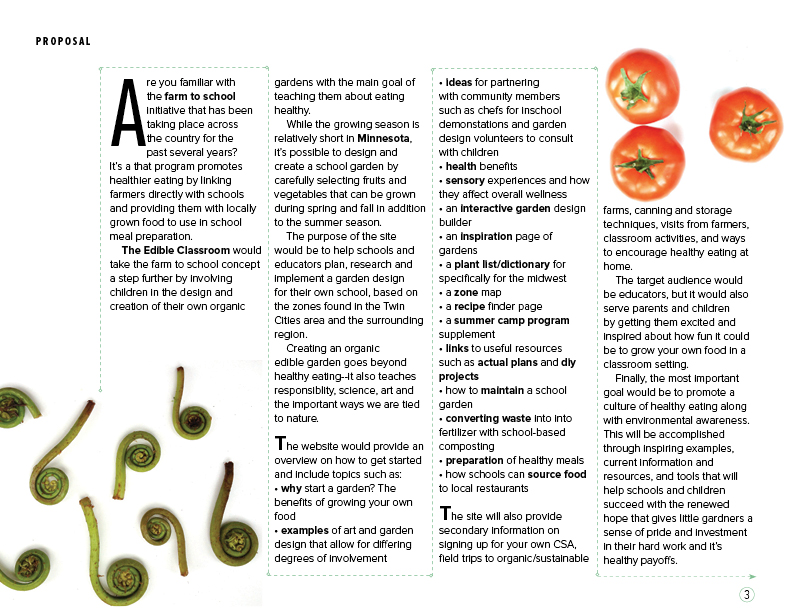 PROPOSAL
Are you familiar with
the farm to school
initiative that has been
taking place across
the country for the
past several years?
It's a that program promotes
healthier eating by linking
farmers directly with schools
and providing them with locally
grown food to use in school
meal preparation.
The Edible Classroom would
take the farm to school concept
a step further by involving
children in the design and
creation of their own organic
gardens with the main goal of
teaching them about eating
healthy.
While the growing season is
relatively short in Minnesota,
it's possible to design and
create a school garden by
carefully selecting fruits and
vegetables that can be grown
during spring and fall in addition
to the summer season.
The purpose of the site
would be to help schools and
educators plan, research and
implement a garden design
for their own school, based on
the zones found in the Twin
Cities area and the surrounding
region.
Creating an organic
edible garden goes beyond
healthy eating--it also teaches
responsiblity, science, art and
the important ways we are tied
to nature.
The website would provide an
overview on how to get started
and include topics such as:
• why start a garden? The
benefits of growing your own
food
• examples of art and garden
design that allow for differing
degrees of involvement
• ideas for partnering
with community members
such as chefs for inschool
demonstations and garden
design volunteers to consult
with children
• health benefits
• sensory experiences and how
they affect overall wellness
• an interactive garden design
builder
• an inspiration page of
gardens
• a plant list/dictionary for
specifically for the midwest
• a zone map
• a recipe finder page
• a summer camp program
supplement
• links to useful resources
such as actual plans and diy
projects
• how to maintain a school
garden
• converting waste into into
fertilizer with school-based
composting
• preparation of healthy meals
• how schools can source food
to local restaurants
The site will also provide
secondary information on
signing up for your own CSA,
field trips to organic/sustainable
farms, canning and storage
techniques, visits from farmers,
classroom activities, and ways
to encourage healthy eating at
home.
The target audience would
be educators, but it would also
serve parents and children
by getting them excited and
inspired about how fun it could
be to grow your own food in a
classroom setting.
Finally, the most important
goal would be to promote a
culture of healthy eating along
with environmental awareness.
This will be accomplished
through inspiring examples,
current information and
resources, and tools that will
help schools and children
succeed with the renewed
hope that gives little gardners a
sense of pride and investment
in their hard work and it's
healthy payoffs.
3